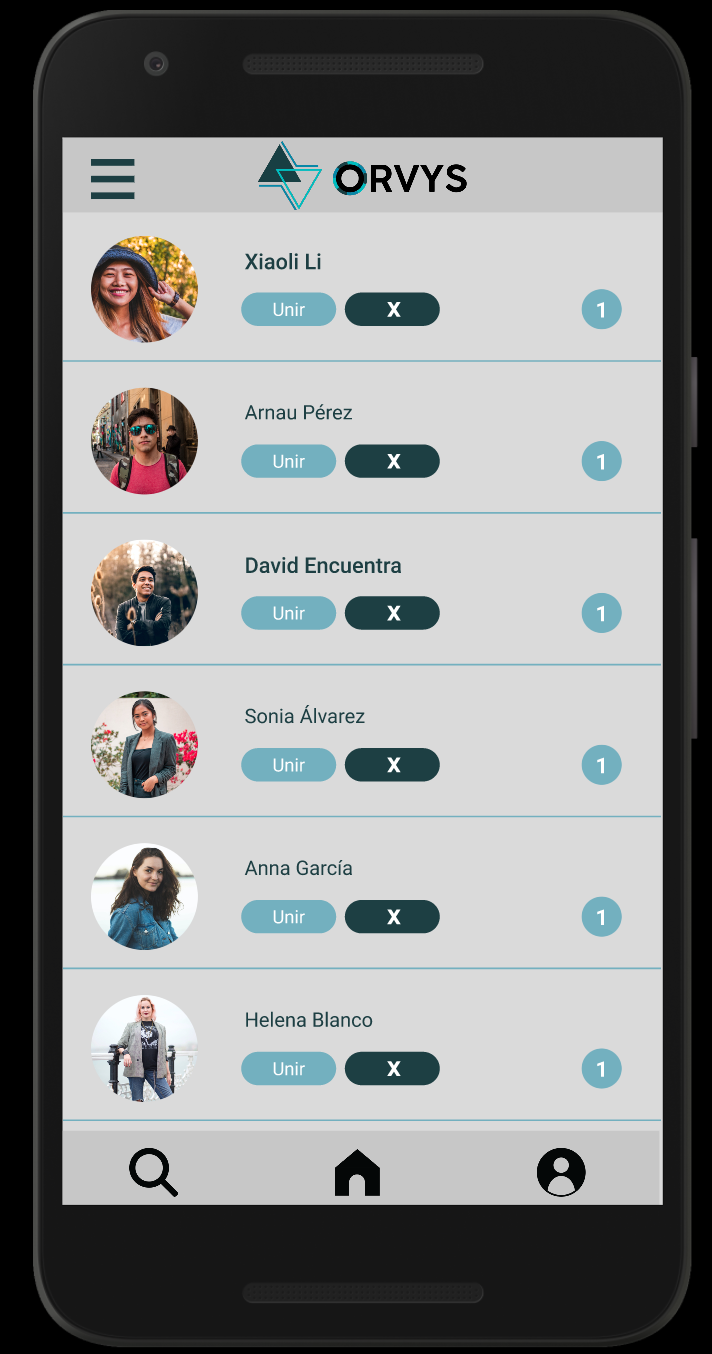 ORVYS
Xiaoli Li
Unir X 1
Arnau Pérez
Unir X 1
David Encuentra
Unir X 1
Sonia Álvarez
Unir X 1
Anna García
Unir X 1
Helena Blanco
Unir X 1